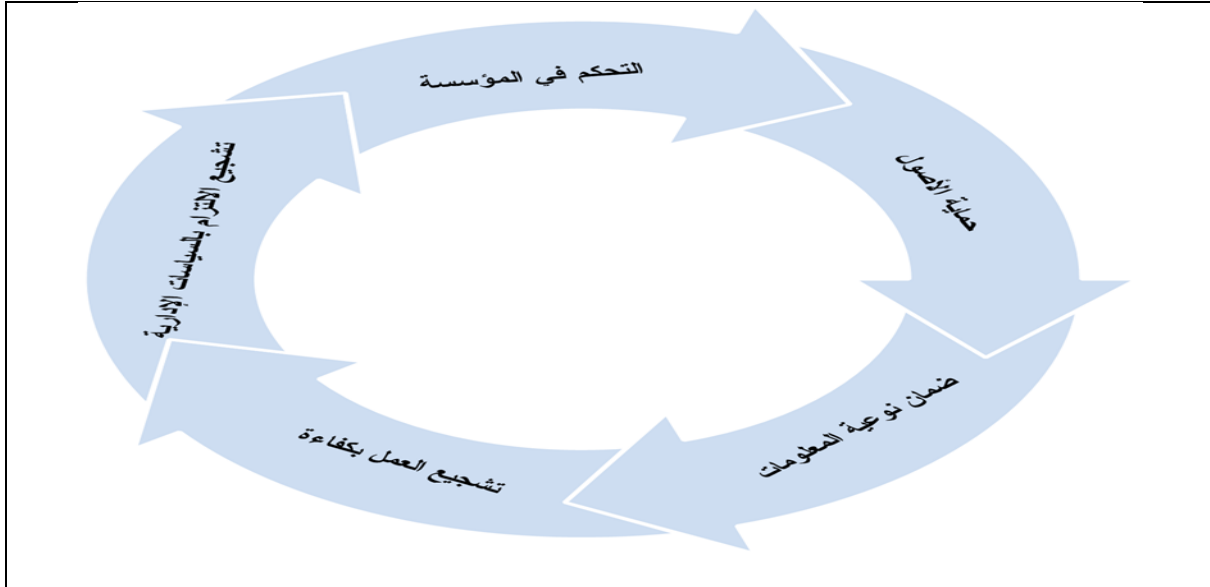 التحكم في المؤسسة
حماية الأصول
ضمان نوعية المعلومات
تشجيع العمل بكفاءة
تشجيع الالتزام بالسياسات الإدارية